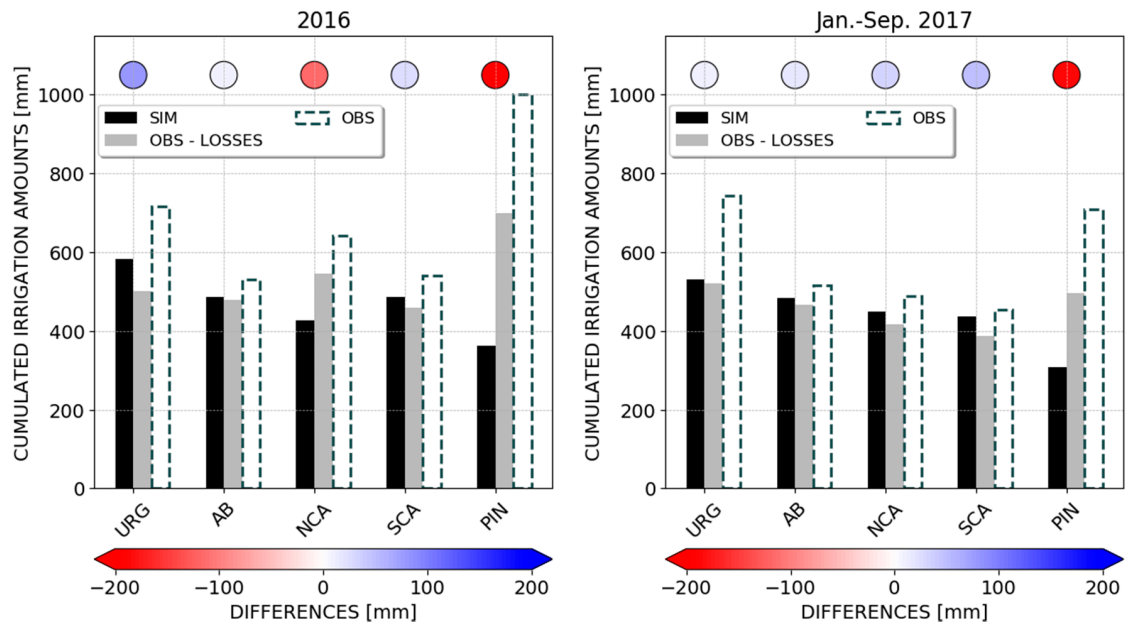 2016
CUMULATED IRRIGATION AMOUNTS [mm]
1000
800
600
400
200
0
SIM
OBS - LOSSES
OBS
URG
AB
NCA
SCA
PIN
−200
−100
0
100
200
DIFFERENCES [mm]
Jan.-Sep. 2017
CUMULATED IRRIGATION AMOUNTS [mm]
1000
800
600
400
200
0
SIM
OBS - LOSSES
OBS
URG
AB
NCA
SCA
PIN
−200
−100
0
100
200
DIFFERENCES [mm]